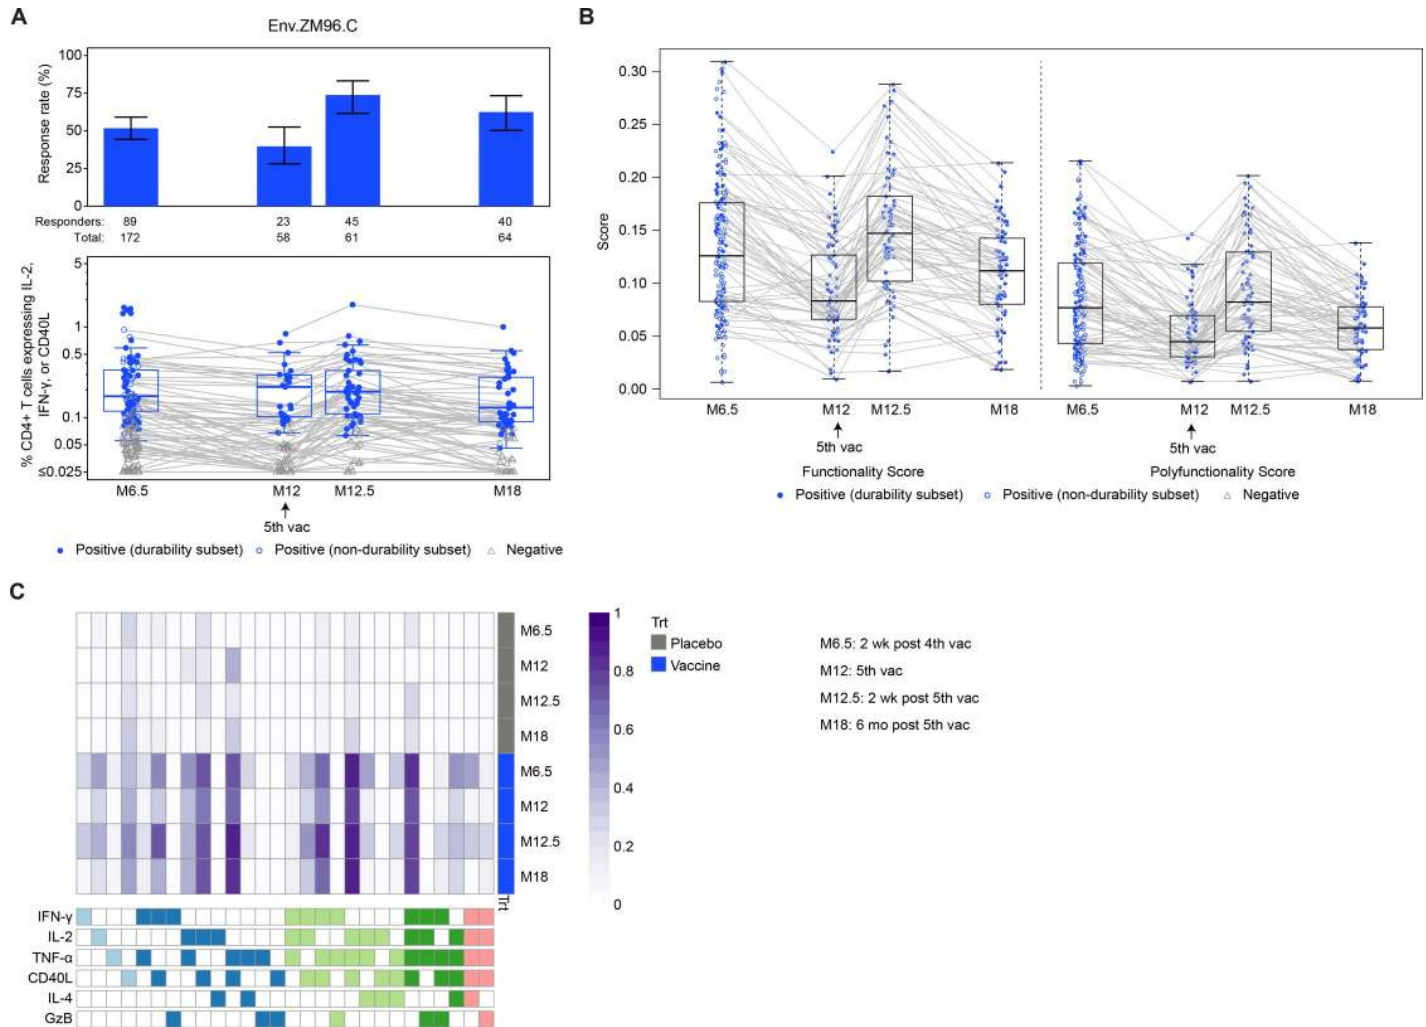 A
Env.ZM96.C
Response rate (%)
100
75
50
25
0
Responders: 89 23 45 40
Total: 172 58 61 64
% CD4+ T cells expressing IL-2,
IFN-γ, or CD40L
5
1
0.5
0.1
0.05
≤0.025
M6.5 M12 M12.5 M18
5th vac
Positive (durability subset) Positive (non-durability subset) Negative
B
Score
0.30
0.25
0.20
0.15
0.10
0.05
0.00
M6.5 M12 M12.5 M18 M6.5 M12 M12.5 M18
5th vac 5th vac
Functionality Score Polyfunctionality Score
Positive (durability subset) Positive (non-durability subset) Negative
C
M6.5
M12
M12.5
M18
M6.5
M12
M12.5
M18
Trt
1
0.8
0.6
0.4
0.2
0
Trt
Placebo
Vaccine
M6.5: 2 wk post 4th vac
M12: 5th vac
M12.5: 2 wk post 5th vac
M18: 6 mo post 5th vac
IFN-γ
IL-2
TNF-α
CD40L
IL-4
GzB